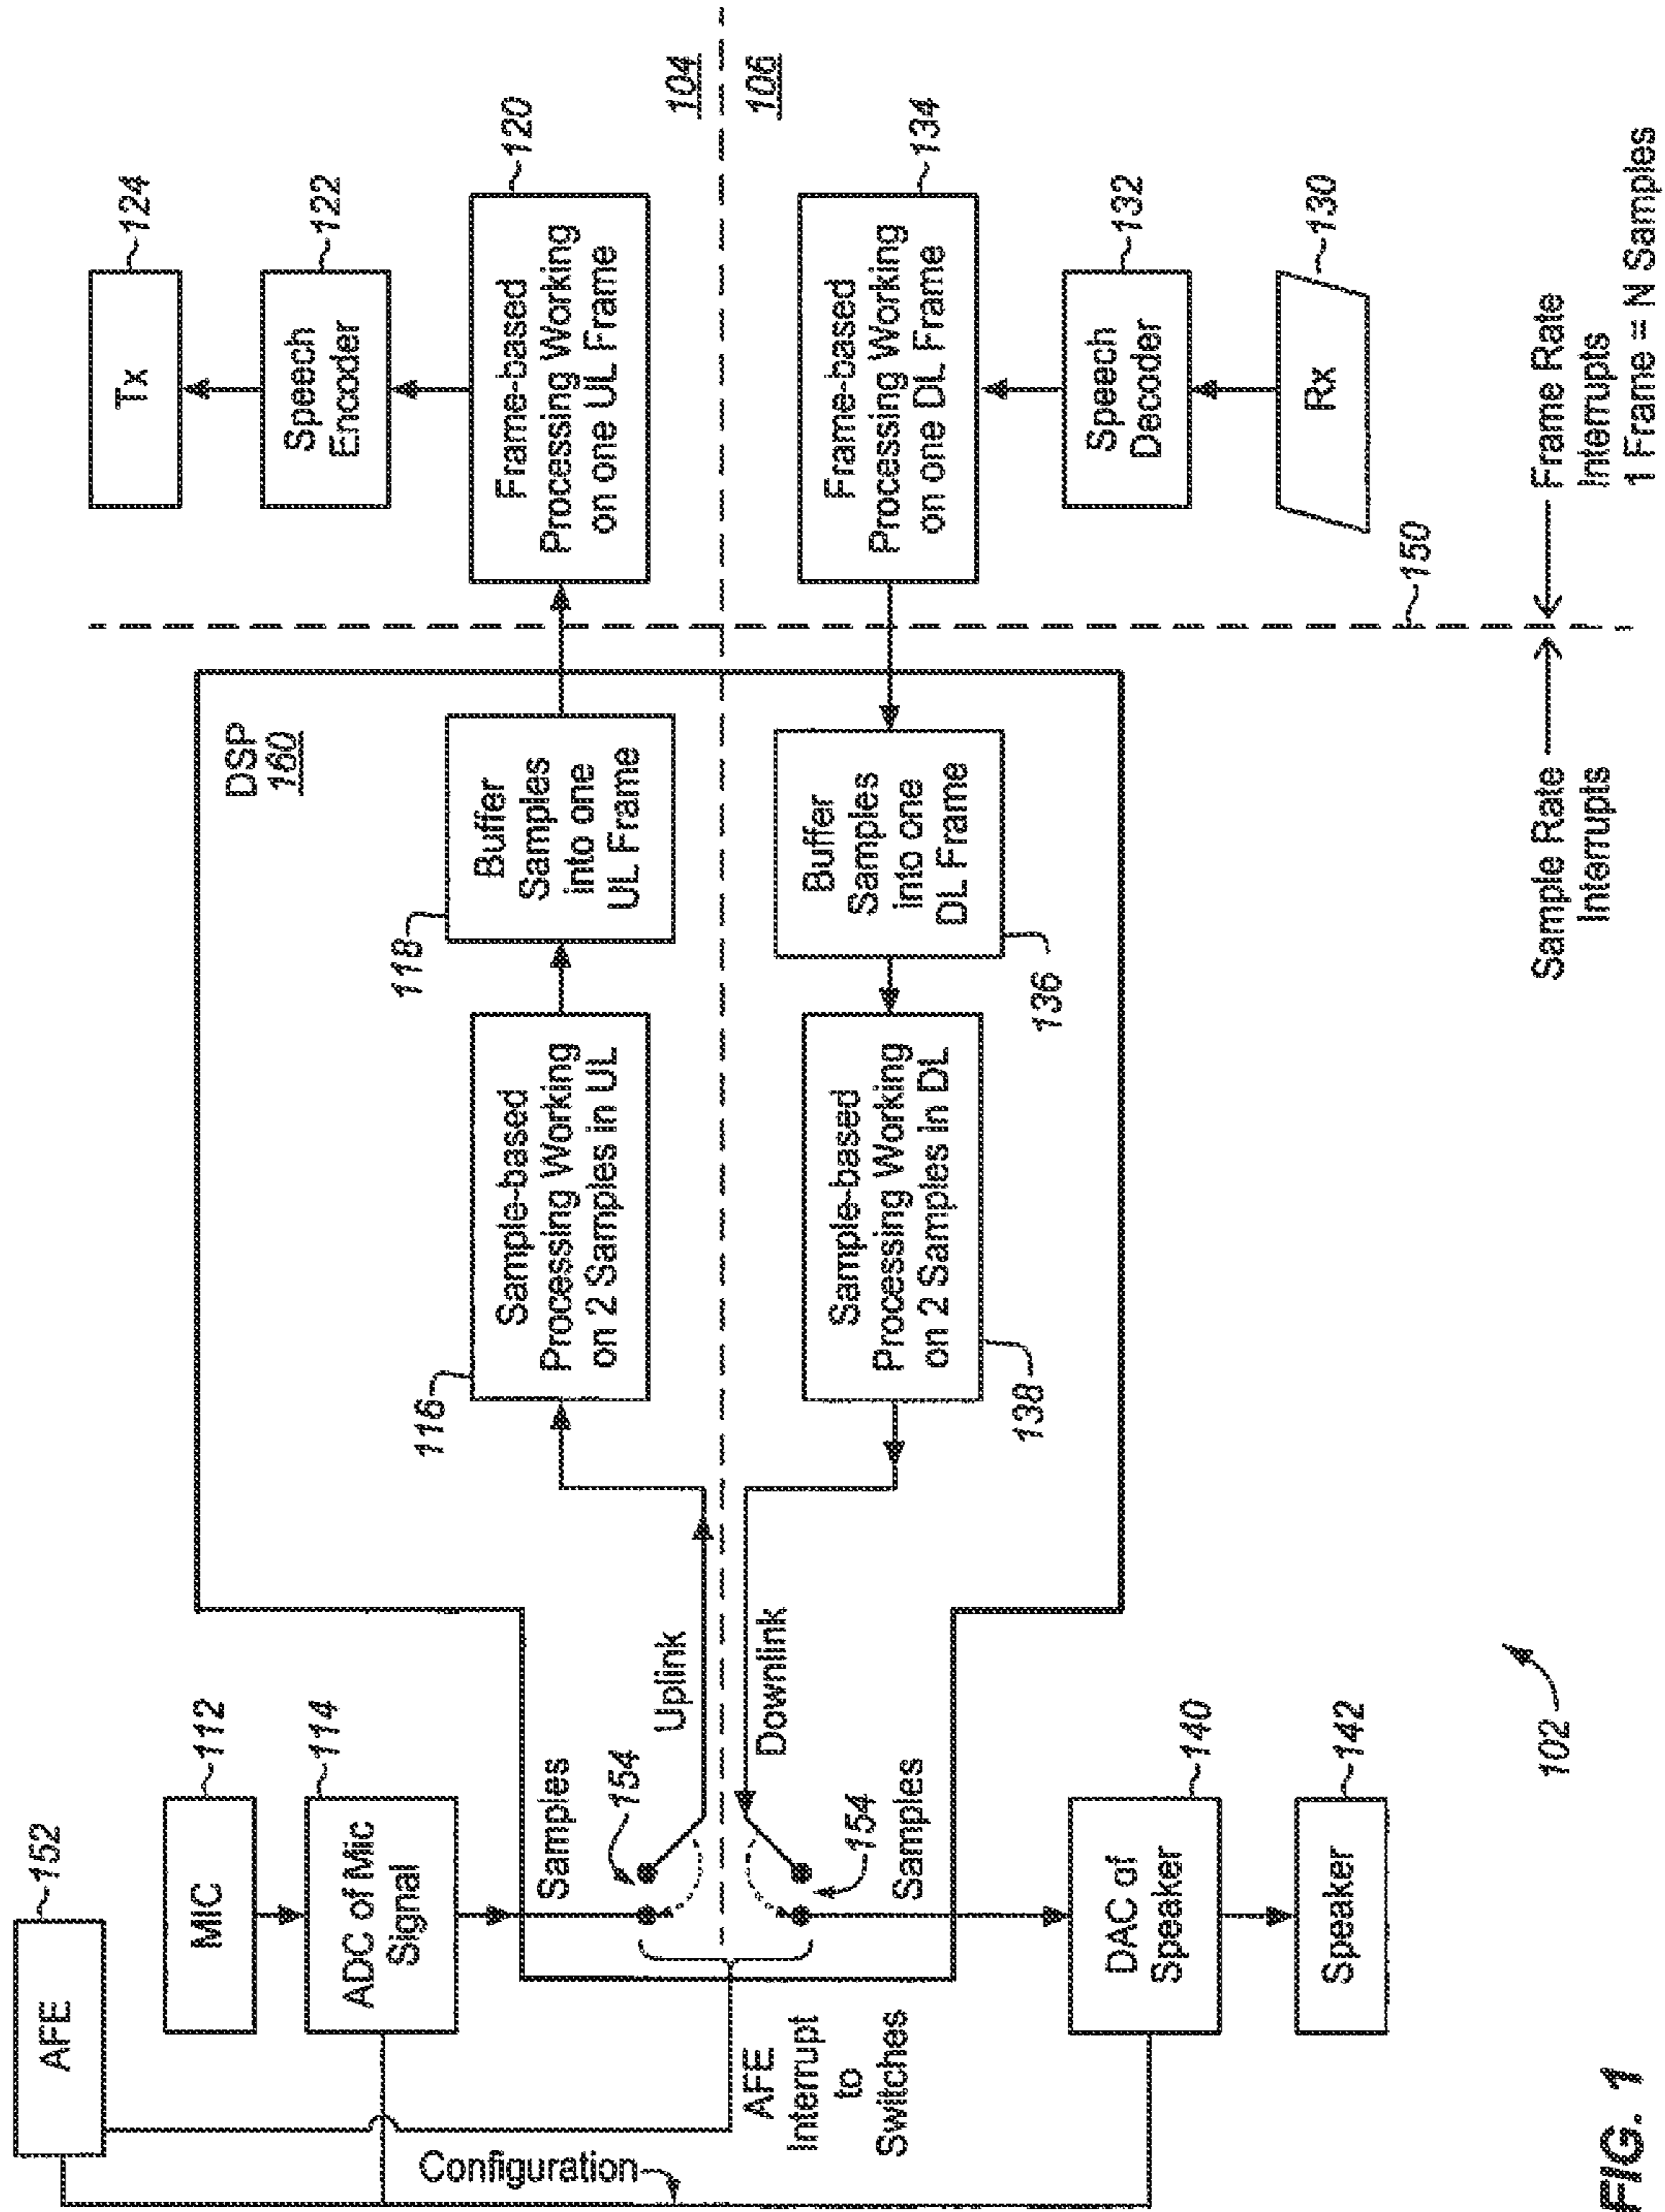 AFE
152
MIC
112
ADC of Mic
Signal
114
Configuration
AFE
Interrupt
to
Switches
Samples
154
Uplink
Downlink
154
Samples
DAC of
Speaker
140
Speaker
142
DSP
160
116
Sample-based
Processing Working
on 2 Samples in UL
118
Buffer
Samples
into one
UL Frame
Sample-based
Processing Working
on 2 Samples in DL
138
Buffer
Samples
into one
DL Frame
136
Tx
124
Speech
Encoder
122
Frame-based
Processing Working
on one UL Frame
120
104
106
Frame-based
Processing Working
on one DL Frame
134
Speech
Decoder
132
Rx
130
150
Sample Rate
Interrupts
Frame Rate
Interrupts
1 Frame = N Samples
102
FIG. 1